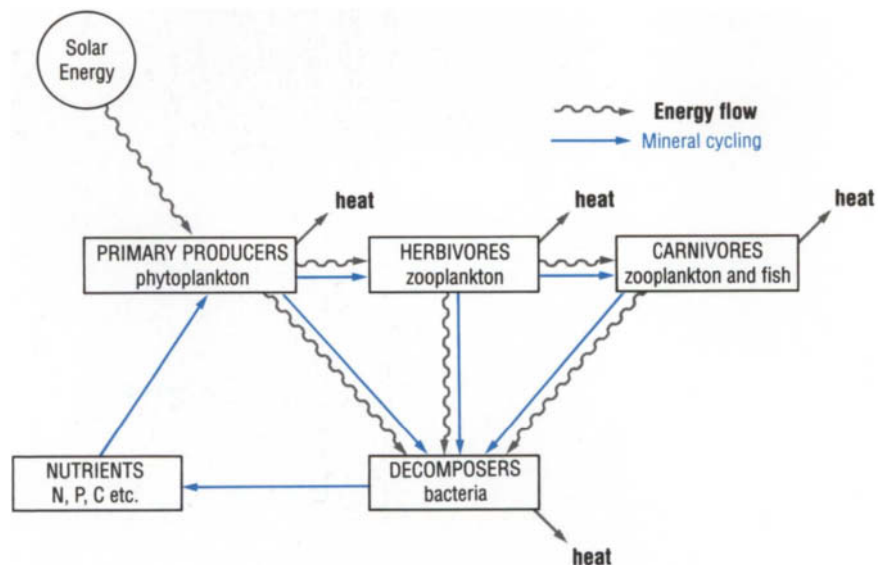 Solar
Energy
Energy flow
Mineral cycling
heat
heat
heat
PRIMARY PRODUCERS
phytoplankton
HERBIVORES
zooplankton
CARNIVORES
zooplankton and fish
NUTRIENTS
N, P, C etc.
DECOMPOSERS
bacteria
heat